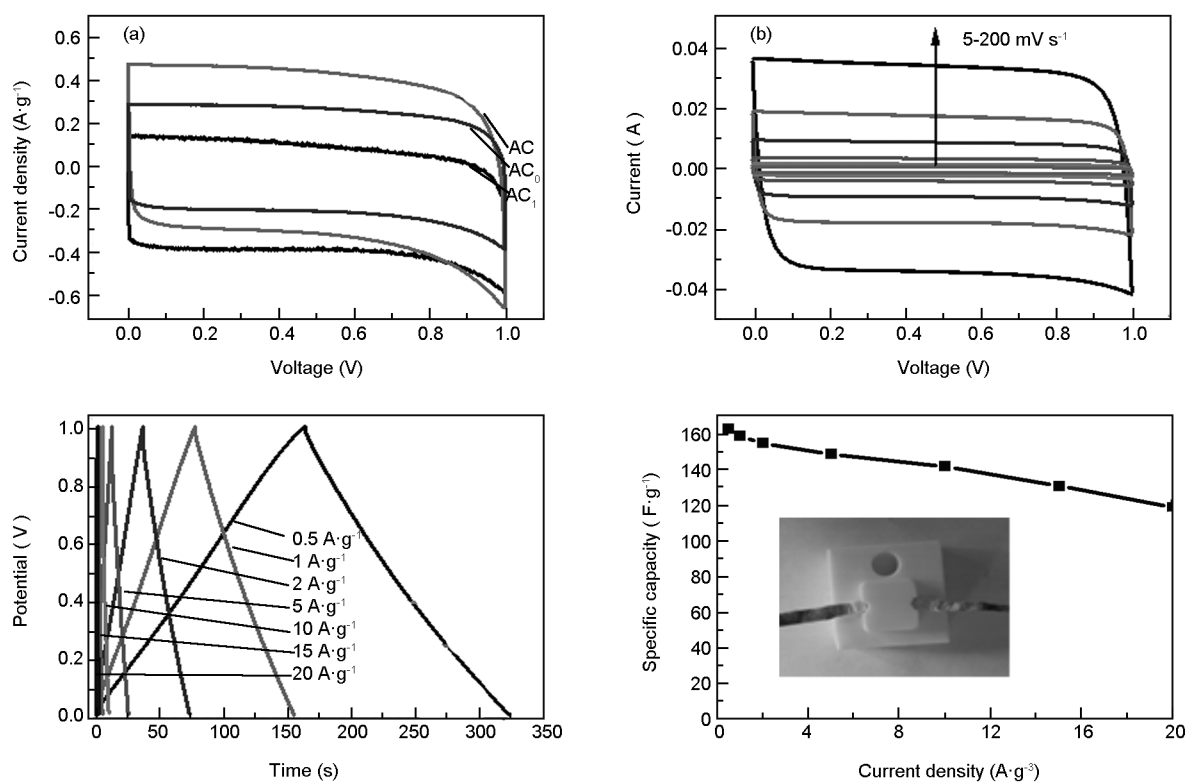 (a)
0.6
0.4
0.2
0.0
-0.2
-0.4
-0.6
Current density (A·g⁻¹)
AC
AC₀
AC₁
0.0 0.2 0.4 0.6 0.8 1.0
Voltage (V)
(b)
5-200 mV s⁻¹
0.04
0.02
0.00
-0.02
-0.04
Current ( A )
0.0 0.2 0.4 0.6 0.8 1.0
Voltage (V)
1.0
0.8
0.6
0.4
0.2
0.0
Potential ( V )
0.5 A·g⁻¹
1 A·g⁻¹
2 A·g⁻¹
5 A·g⁻¹
10 A·g⁻¹
15 A·g⁻¹
20 A·g⁻¹
0 50 100 150 200 250 300 350
Time (s)
160
140
120
100
80
60
40
20
0
Specific capacity ( F·g⁻¹)
4 8 12 16 20
Current density (A·g⁻³)